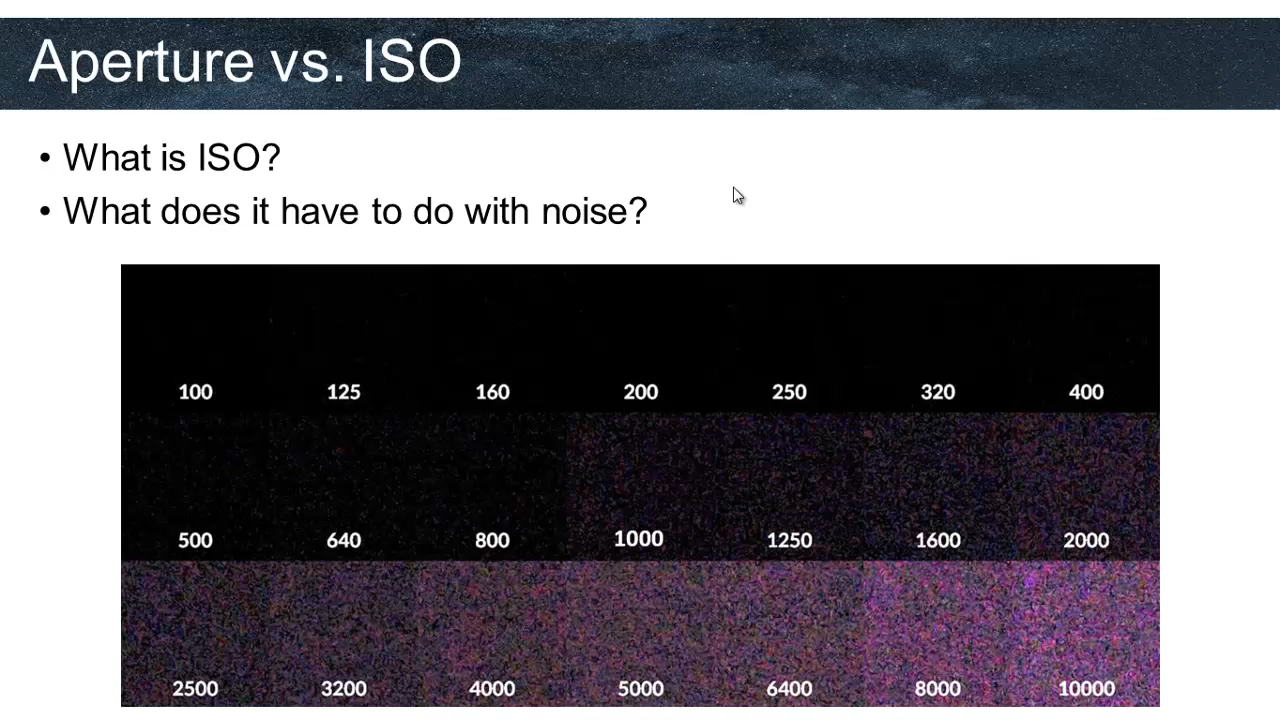 Aperture vs. ISO
• What is ISO?
• What does it have to do with noise?
100 125 160 200 250 320 400
500 640 800 1000 1250 1600 2000
2500 3200 4000 5000 6400 8000 10000